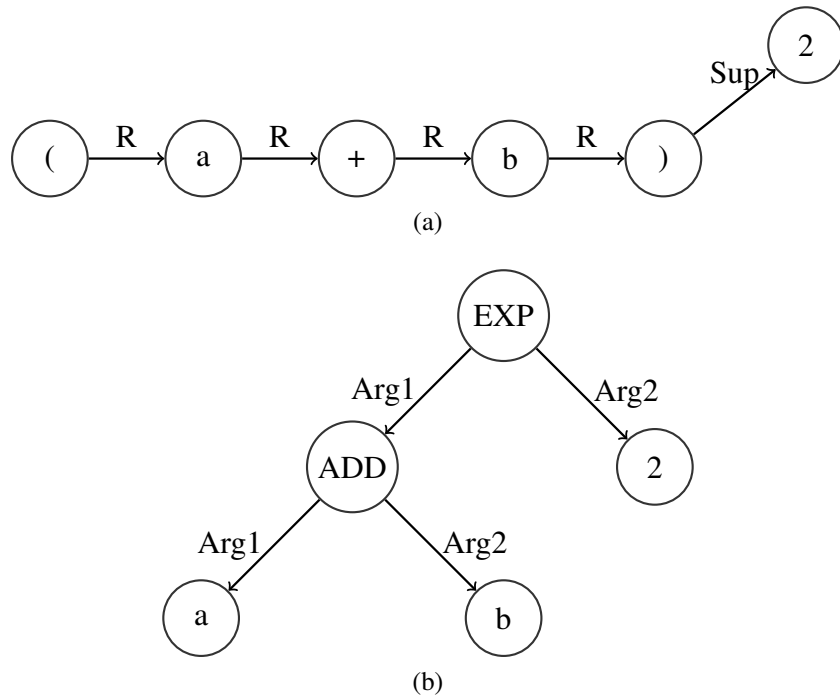 2
Sup
R R R R
( a + b )
(a)
EXP
Arg1 Arg2
ADD 2
Arg1 Arg2
a b
(b)